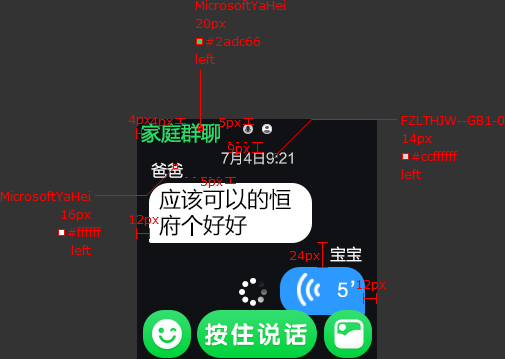 MicrosoftYaHei
20px
#2adc66
left
4px
4px
5px
家庭群聊
FZLTHJW--GB1-0
14px
#ccffffff
left
9px
7月4日9:21
爸爸
5px
MicrosoftYaHei
16px
#ffffff
left
应该可以的恒
府个好好
12px
24px
宝宝
12px
5’
按住说话